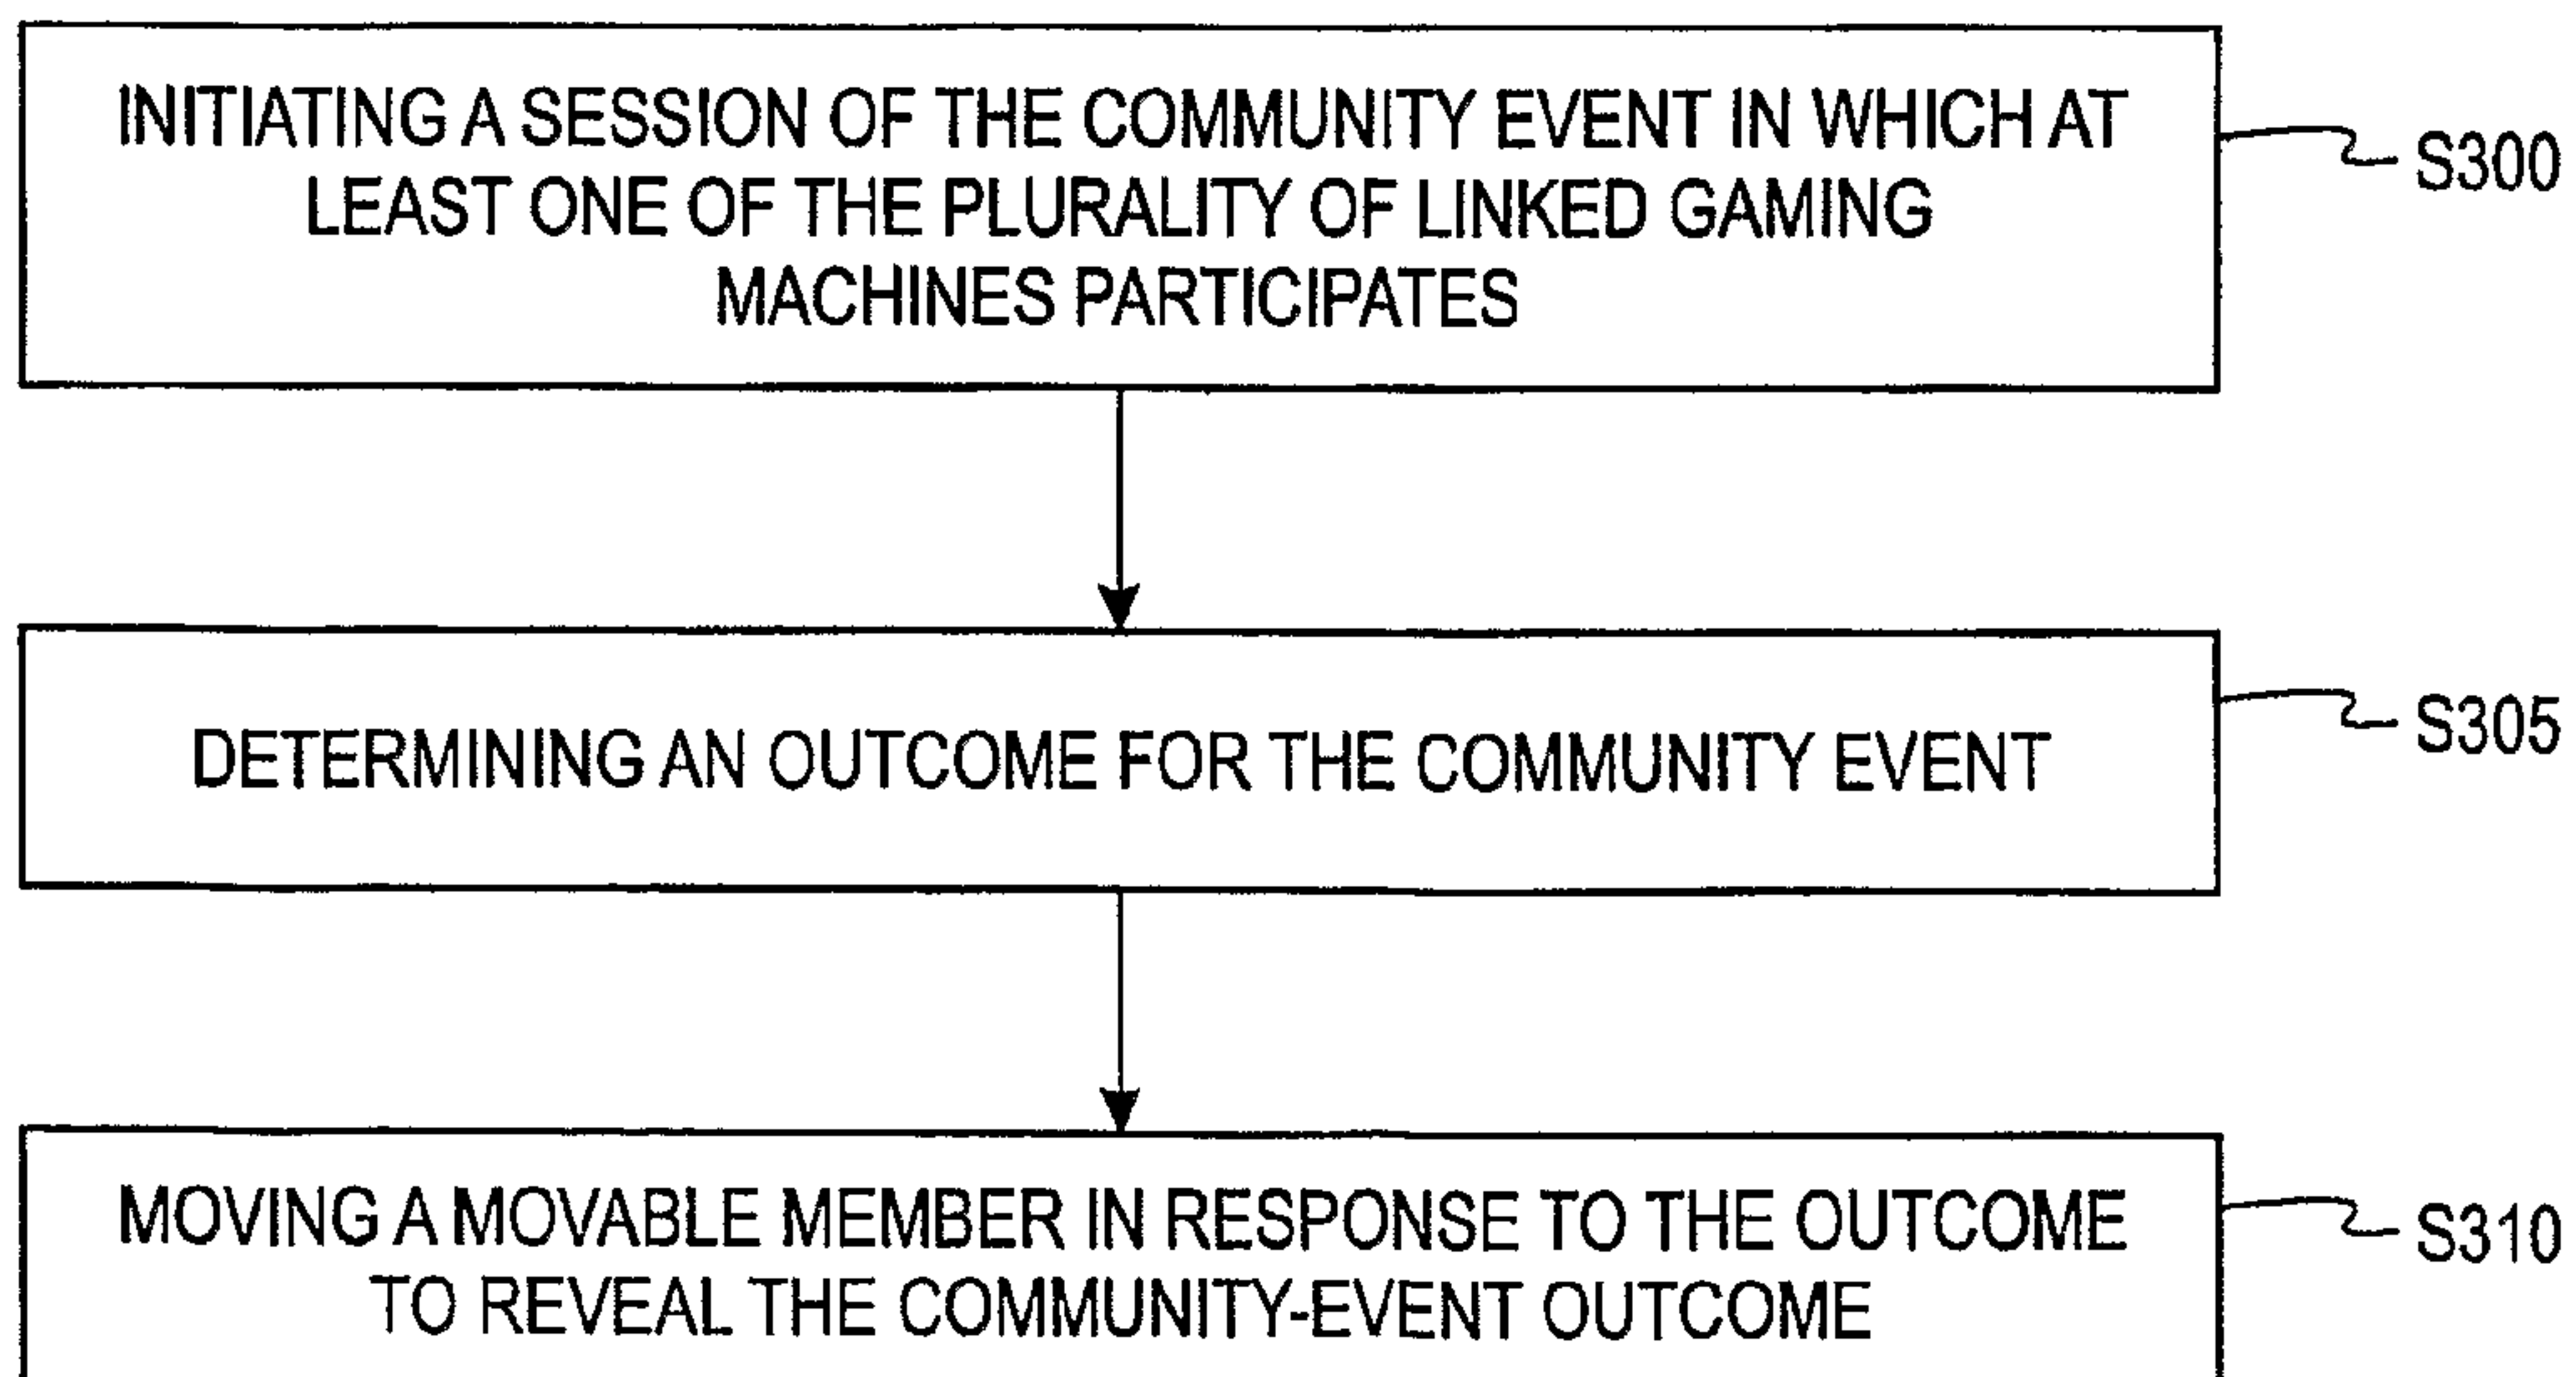 INITIATING A SESSION OF THE COMMUNITY EVENT IN WHICH AT
LEAST ONE OF THE PLURALITY OF LINKED GAMING
MACHINES PARTICIPATES
S300
DETERMINING AN OUTCOME FOR THE COMMUNITY EVENT
S305
MOVING A MOVABLE MEMBER IN RESPONSE TO THE OUTCOME
TO REVEAL THE COMMUNITY-EVENT OUTCOME
S310